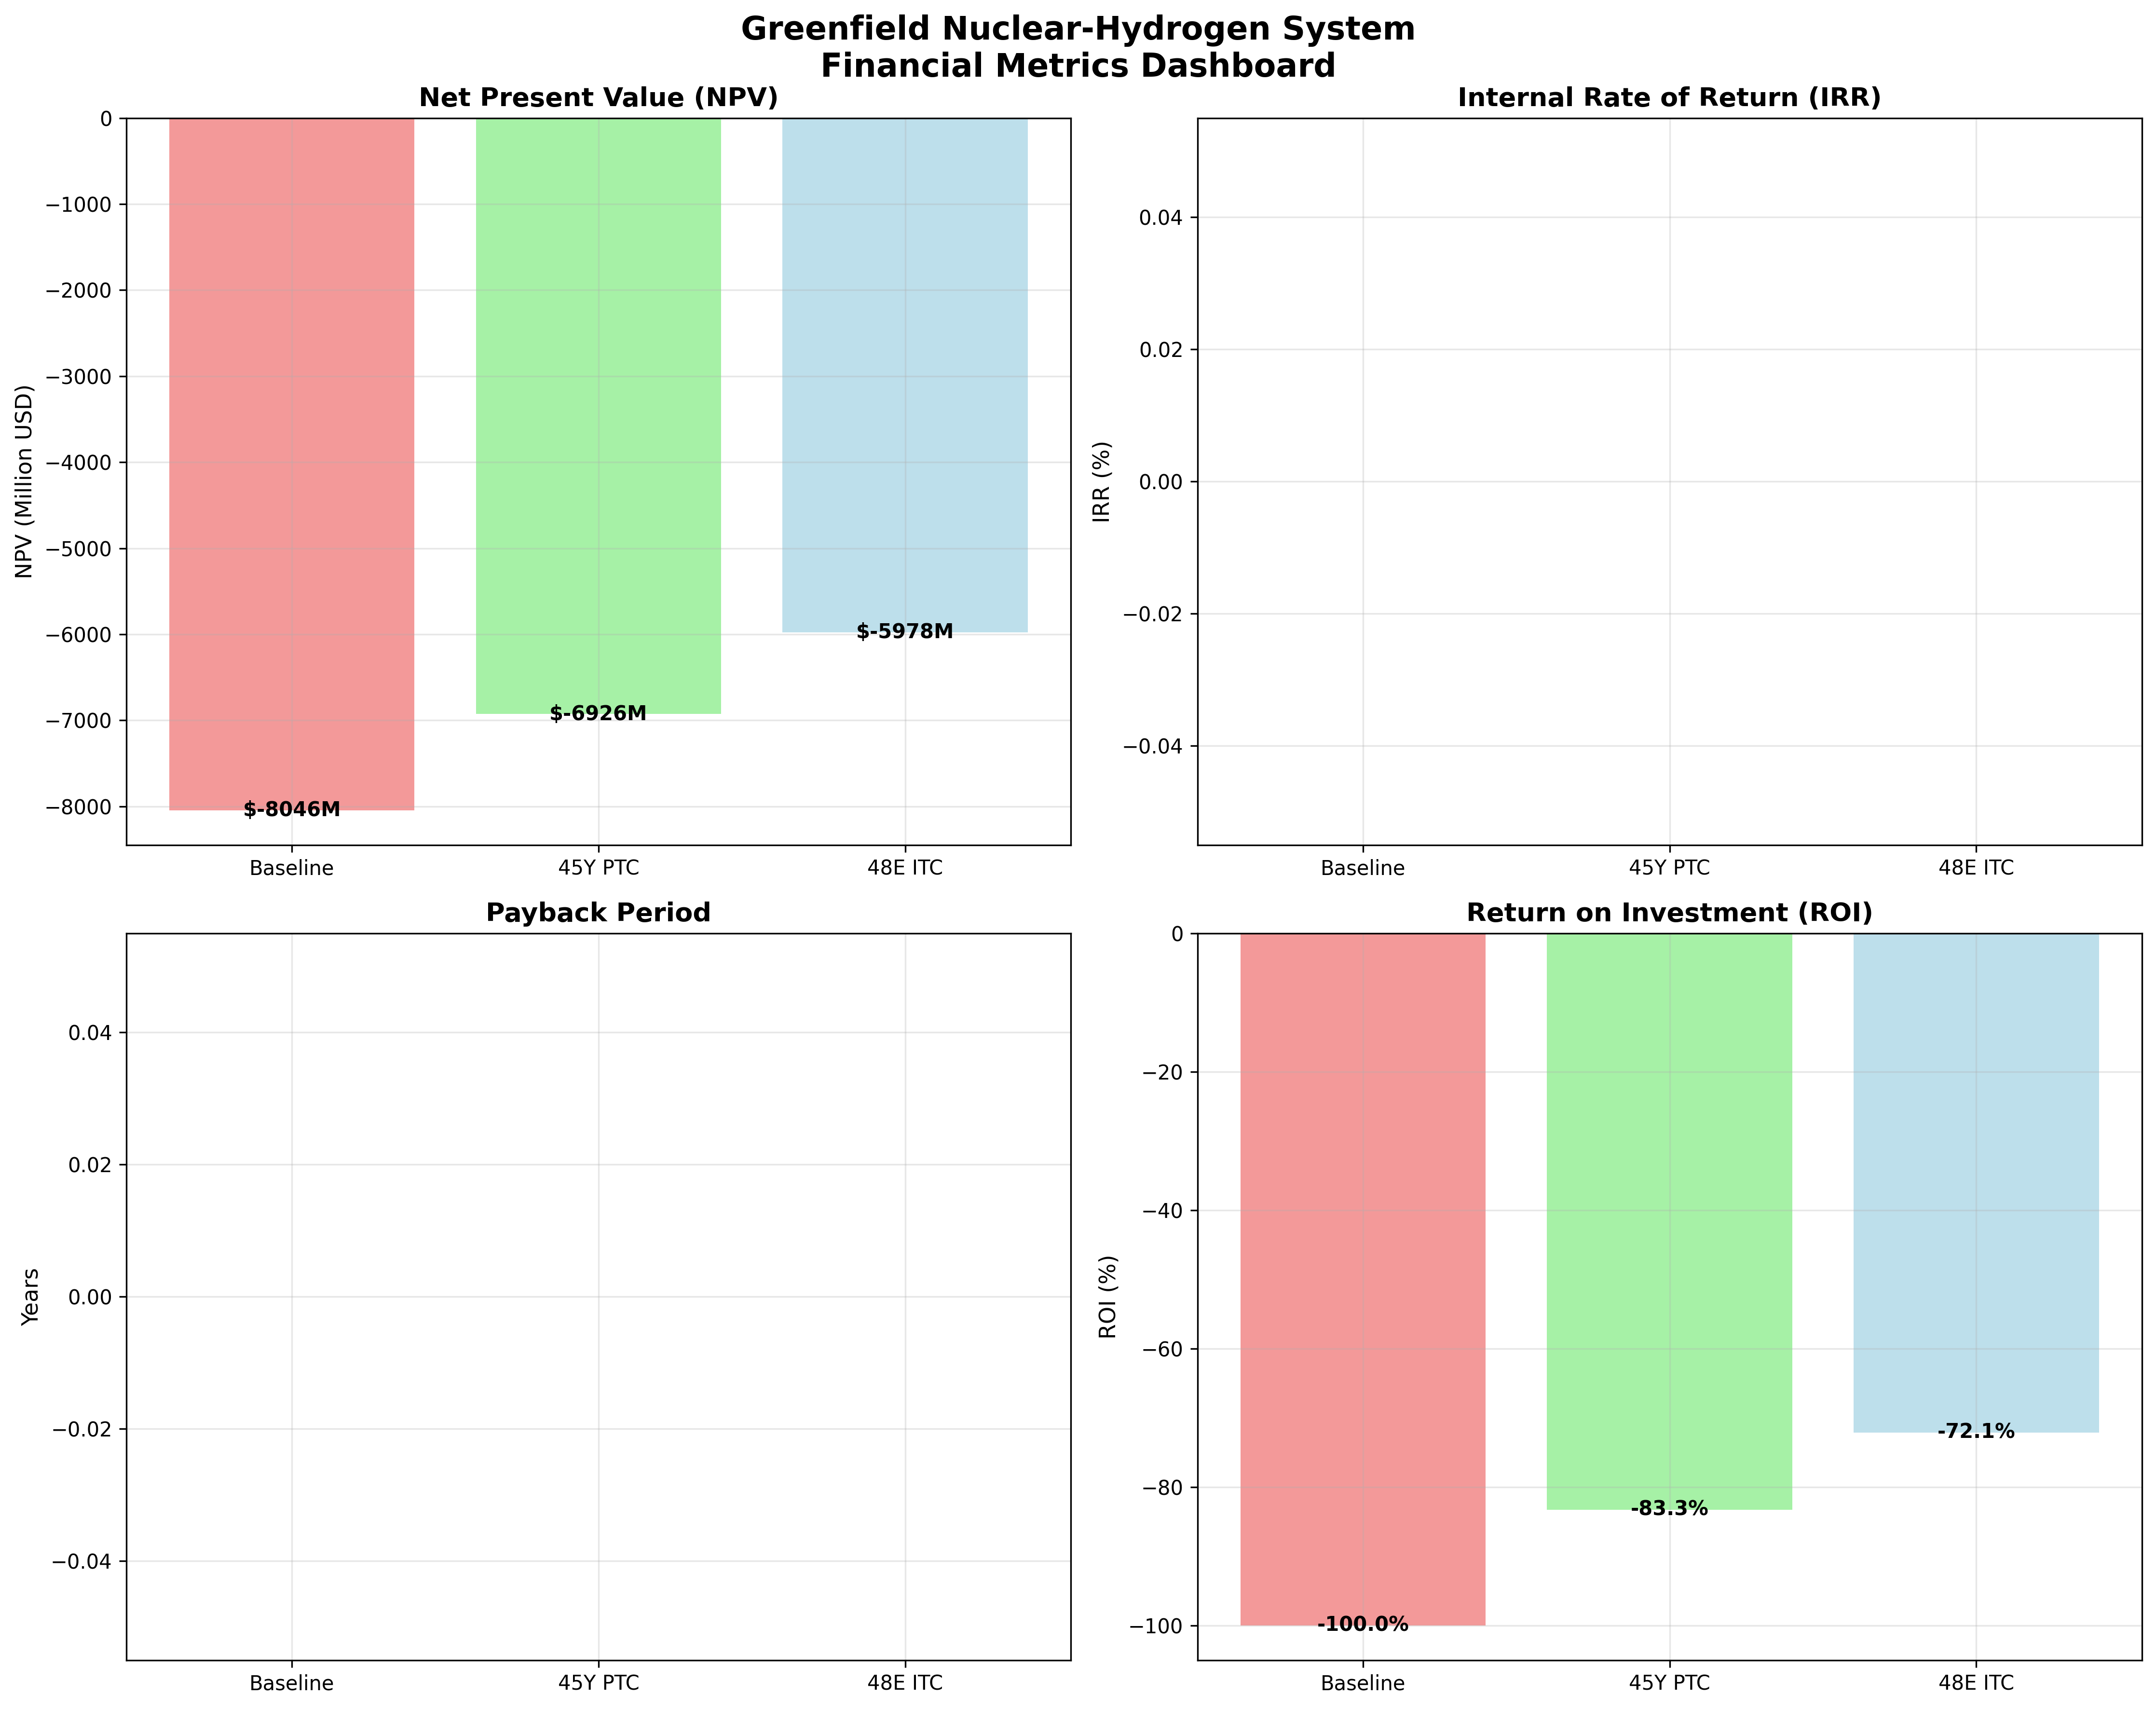 Greenfield Nuclear-Hydrogen System
Financial Metrics Dashboard
Net Present Value (NPV)
0
−1000
−2000
−3000
−4000
−5000
−6000
−7000
−8000
NPV (Million USD)
$-8046M
$-6926M
$-5978M
Baseline
45Y PTC
48E ITC
Internal Rate of Return (IRR)
0.04
0.02
0.00
−0.02
−0.04
IRR (%)
Baseline
45Y PTC
48E ITC
Payback Period
0.04
0.02
0.00
−0.02
−0.04
Years
Baseline
45Y PTC
48E ITC
Return on Investment (ROI)
0
−20
−40
−60
−80
−100
ROI (%)
-100.0%
-83.3%
-72.1%
Baseline
45Y PTC
48E ITC